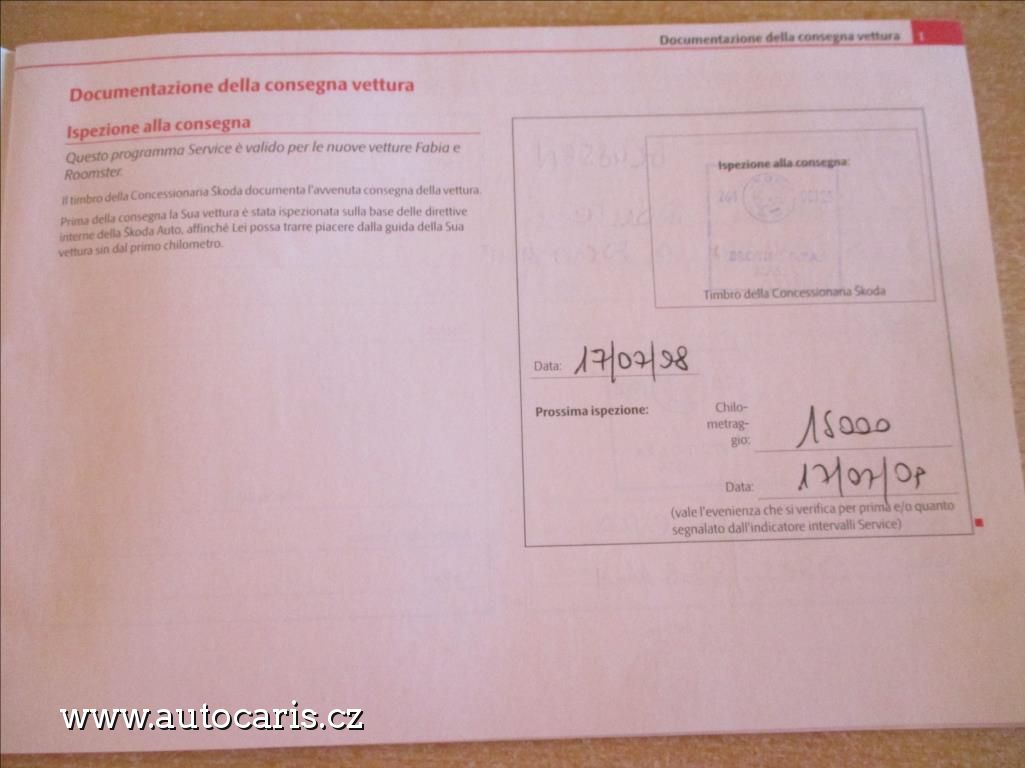 Documentazione della consegna vettura 1
Documentazione della consegna vettura
Ispezione alla consegna
Questo programma Service è valido per le nuove vetture Fabia e
Roomster.
Il timbro della Concessionaria Škoda documenta l'avvenuta consegna della vettura.
Prima della consegna la Sua vettura è stata ispezionata sulla base delle direttive
interne della Škoda Auto, affinché Lei possa trarre piacere dalla guida della Sua
vettura sin dal primo chilometro.
Ispezione alla consegna:
Timbro della Concessionaria Škoda
Data: 17/07/08
Prossima ispezione:
Chilo-
metrag-
gio: 15000
Data: 17/07/09
(vale l'evenienza che si verifica per prima e/o quanto
segnalato dall'indicatore intervalli Service)
www.autocaris.cz